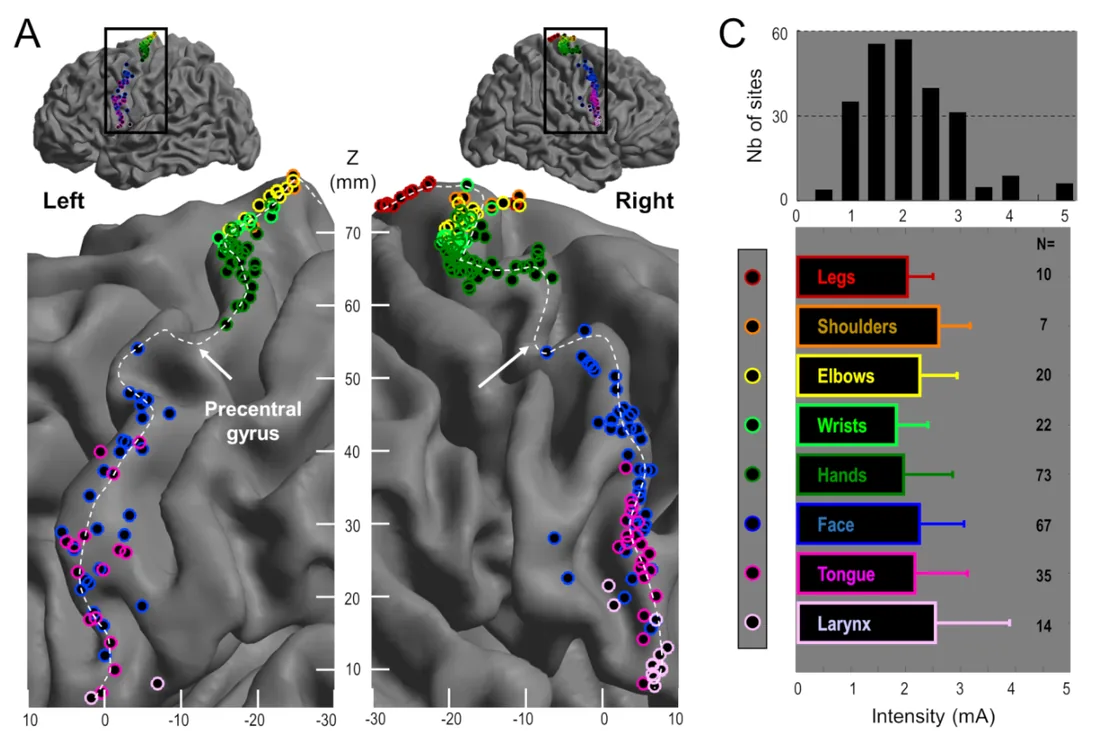 A
C
Left
Z
(mm)
Right
70
60
50
40
30
20
10
Precentral
gyrus
10
0
-10
-20
-30
-30
-20
-10
0
10
Nb of sites
60
30
0
0
1
2
3
4
5
N=
Legs
10
Shoulders
7
Elbows
20
Wrists
22
Hands
73
Face
67
Tongue
35
Larynx
14
0
1
2
3
4
5
Intensity (mA)